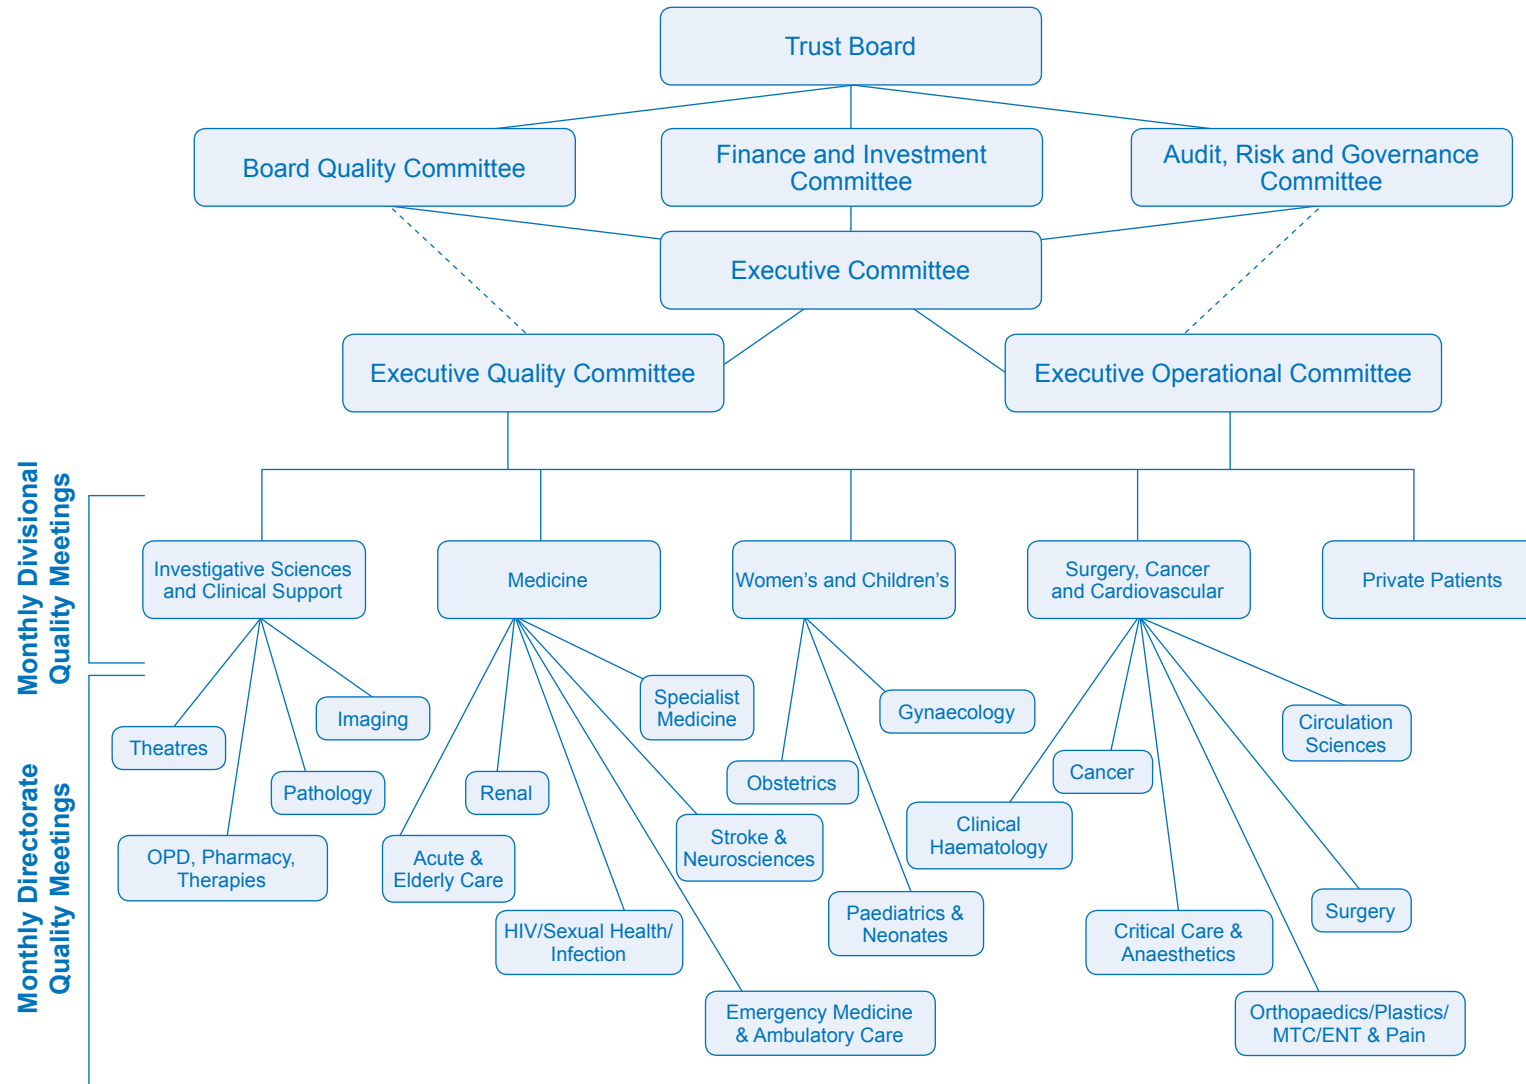 Trust Board
Board Quality Committee
Finance and Investment
Committee
Audit, Risk and Governance
Committee
Executive Committee
Executive Quality Committee
Executive Operational Committee
Monthly Divisional
Quality Meetings
Investigative Sciences
and Clinical Support
Medicine
Women’s and Children’s
Surgery, Cancer
and Cardiovascular
Private Patients
Monthly Directorate
Quality Meetings
Theatres
Imaging
Pathology
OPD, Pharmacy,
Therapies
Specialist
Medicine
Renal
Acute &
Elderly Care
Stroke &
Neurosciences
HIV/Sexual Health/
Infection
Emergency Medicine
& Ambulatory Care
Gynaecology
Obstetrics
Paediatrics &
Neonates
Circulation
Sciences
Cancer
Clinical
Haematology
Surgery
Critical Care &
Anaesthetics
Orthopaedics/Plastics/
MTC/ENT & Pain